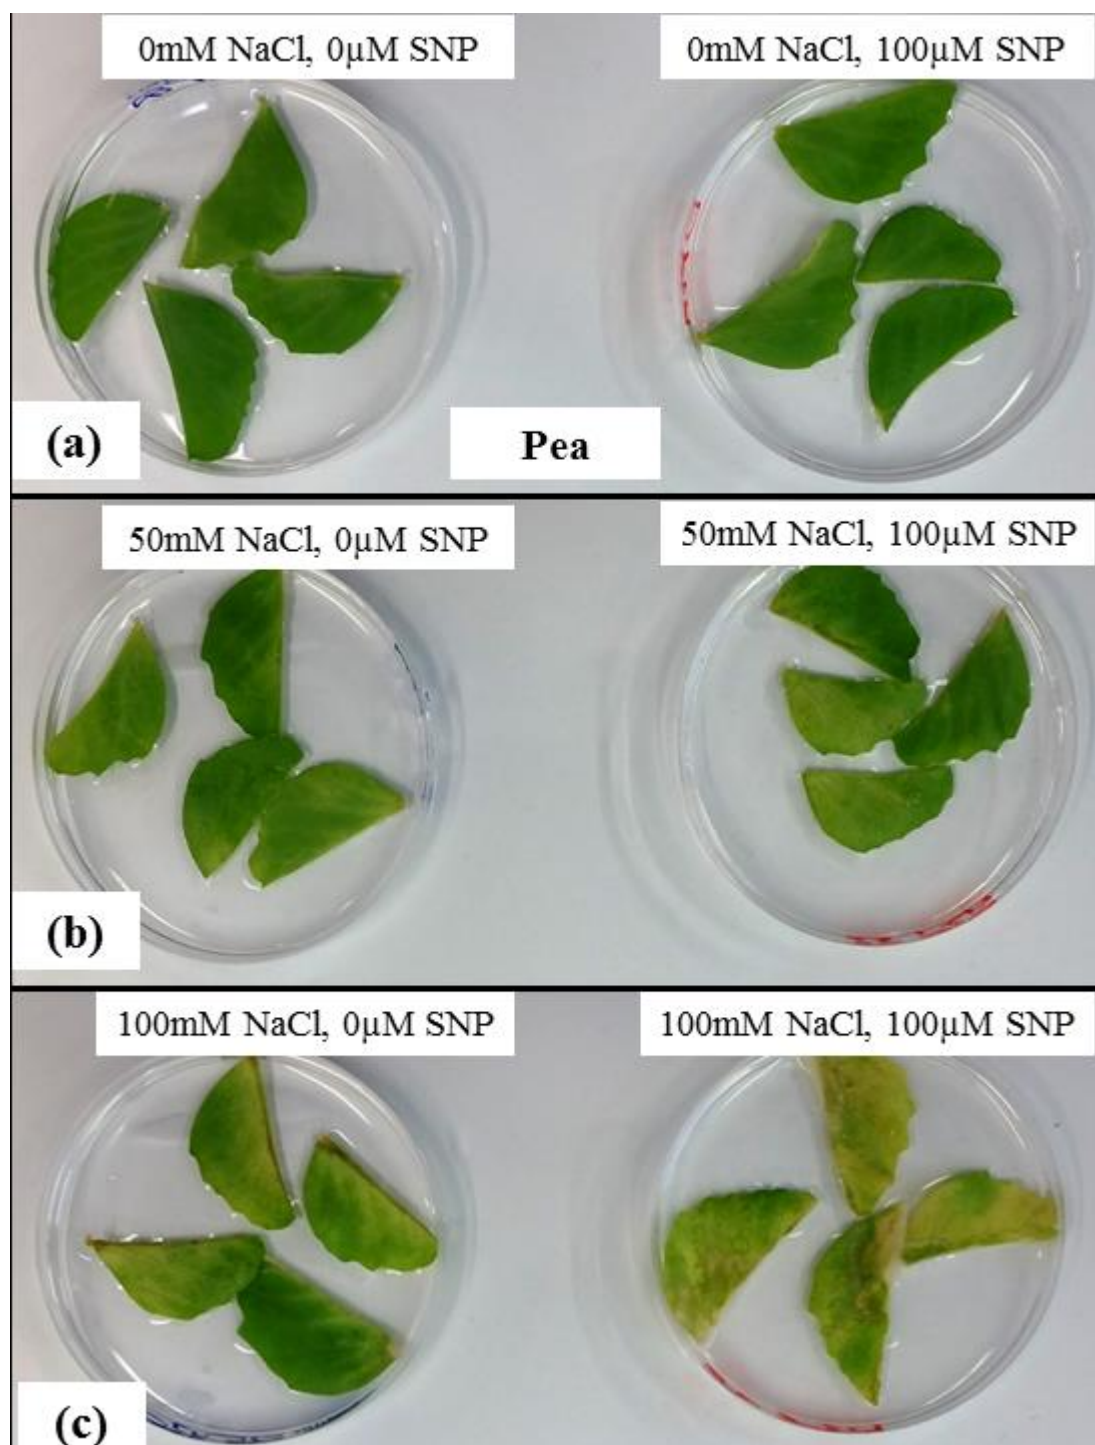 0mM NaCl, 0µM SNP
0mM NaCl, 100µM SNP
(a)
Pea
50mM NaCl, 0µM SNP
50mM NaCl, 100µM SNP
(b)
100mM NaCl, 0µM SNP
100mM NaCl, 100µM SNP
(c)